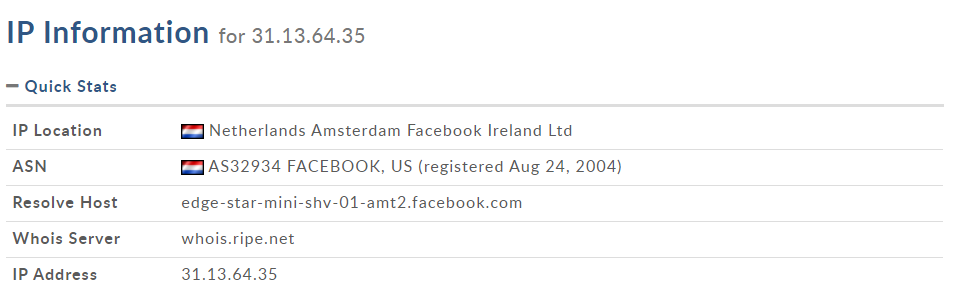 IP Information for 31.13.64.35
Quick Stats
IP Location Netherlands Amsterdam Facebook Ireland Ltd
ASN AS32934 FACEBOOK, US (registered Aug 24, 2004)
Resolve Host edge-star-mini-shv-01-amt2.facebook.com
Whois Server whois.ripe.net
IP Address 31.13.64.35